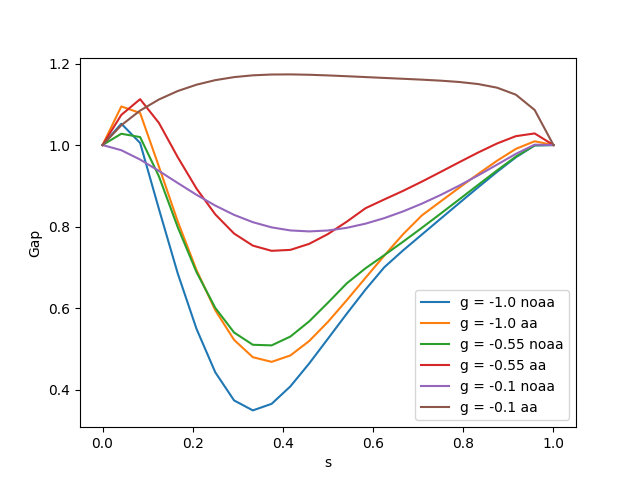 1.2
1.0
0.8
0.6
0.4
Gap
0.0
0.2
0.4
0.6
0.8
1.0
s
g = -1.0 noaa
g = -1.0 aa
g = -0.55 noaa
g = -0.55 aa
g = -0.1 noaa
g = -0.1 aa